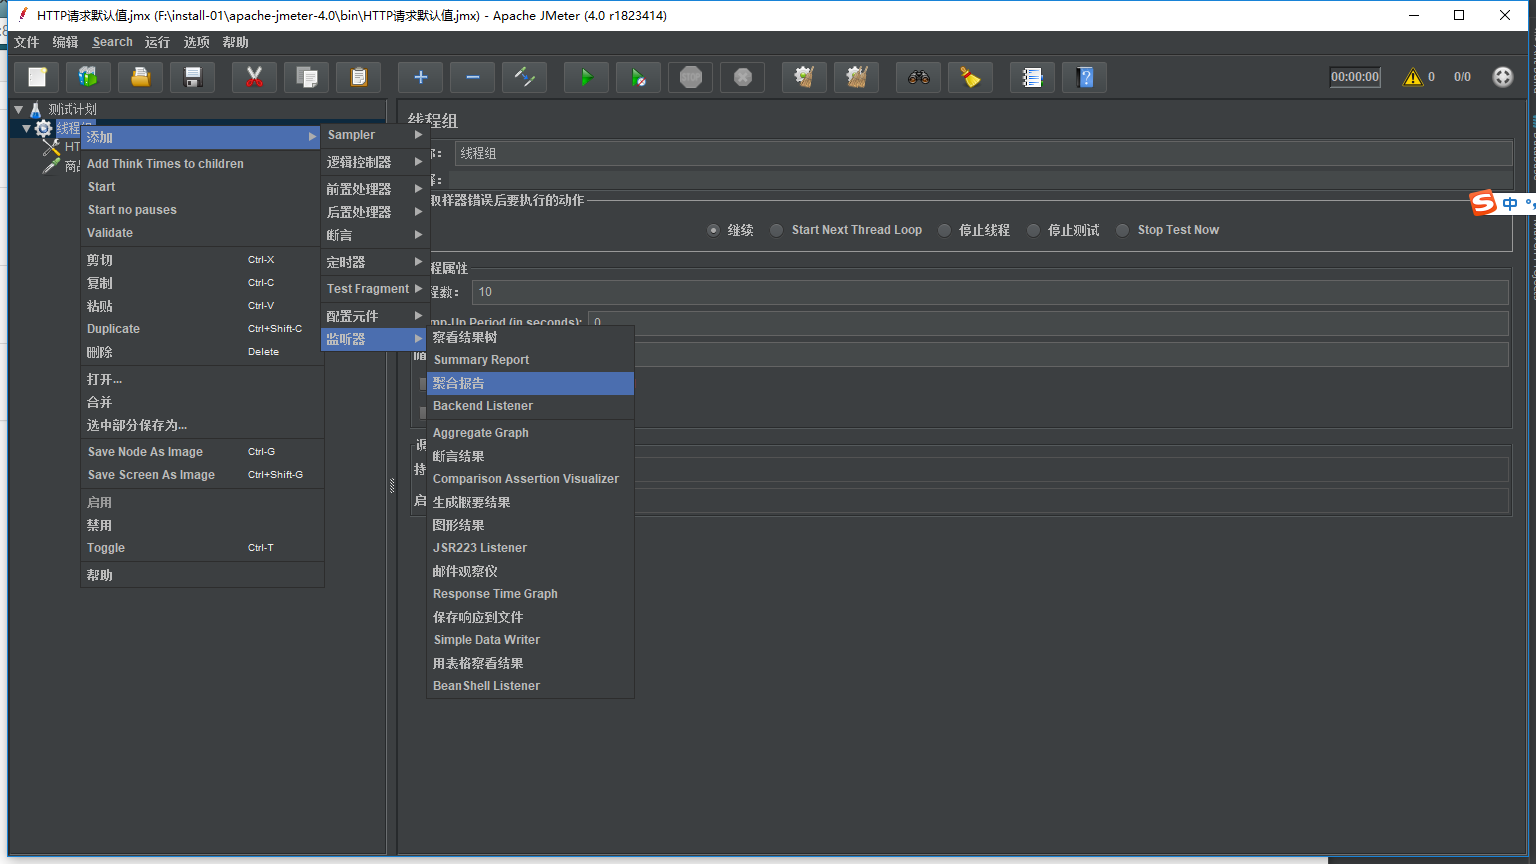 HTTP请求默认值.jmx (F:\install-01\apache-jmeter-4.0\bin\HTTP请求默认值.jmx) - Apache JMeter (4.0 r1823414)
文件 编辑 Search 运行 选项 帮助
STOP 00:00:00 0 0/0
测试计划
线程
HT
商品
添加
Add Think Times to children
Start
Start no pauses
Validate
剪切 Ctrl-X
复制 Ctrl-C
粘贴 Ctrl-V
Duplicate Ctrl+Shift-C
删除 Delete
打开...
合并
选中部分保存为...
Save Node As Image Ctrl-G
Save Screen As Image Ctrl+Shift-G
启用
禁用
Toggle Ctrl-T
帮助
Sampler
逻辑控制器
前置处理器
后置处理器
断言
定时器
Test Fragment
配置元件
监听器
察看结果树
Summary Report
聚合报告
Backend Listener
Aggregate Graph
断言结果
Comparison Assertion Visualizer
生成概要结果
图形结果
JSR223 Listener
邮件观察仪
Response Time Graph
保存响应到文件
Simple Data Writer
用表格察看结果
BeanShell Listener
线程组
称: 线程组
释:
取样器错误后要执行的动作
继续 Start Next Thread Loop 停止线程 停止测试 Stop Test Now
程属性
程数: 10
mp-Up Period (in seconds): 0
持
启
中